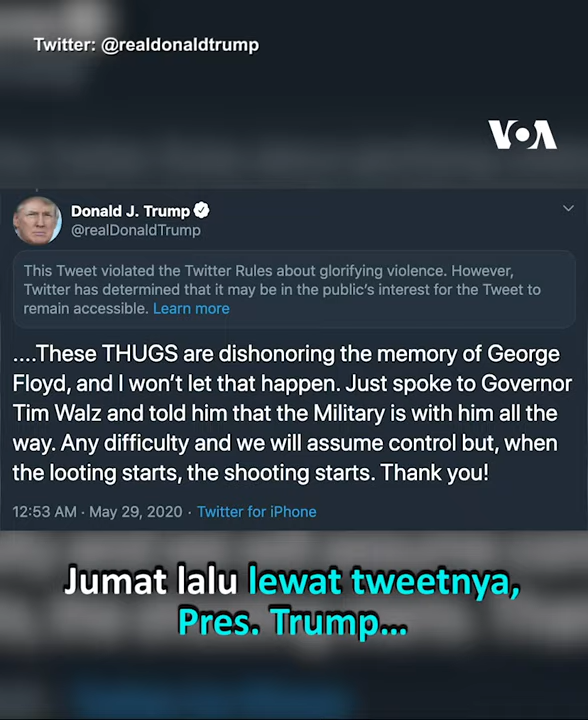 Twitter: @realdonaldtrump
VOA
Donald J. Trump
@realDonaldTrump
This Tweet violated the Twitter Rules about glorifying violence. However,
Twitter has determined that it may be in the public's interest for the Tweet to
remain accessible. Learn more
....These THUGS are dishonoring the memory of George
Floyd, and I won't let that happen. Just spoke to Governor
Tim Walz and told him that the Military is with him all the
way. Any difficulty and we will assume control but, when
the looting starts, the shooting starts. Thank you!
12:53 AM · May 29, 2020 · Twitter for iPhone
Jumat lalu lewat tweetnya,
Pres. Trump...